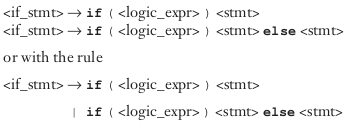 <if_stmt> → if ( <logic_expr> ) <stmt>
<if_stmt> → if ( <logic_expr> ) <stmt> else <stmt>
or with the rule
<if_stmt> → if ( <logic_expr> ) <stmt>
| if ( <logic_expr> ) <stmt> else <stmt>